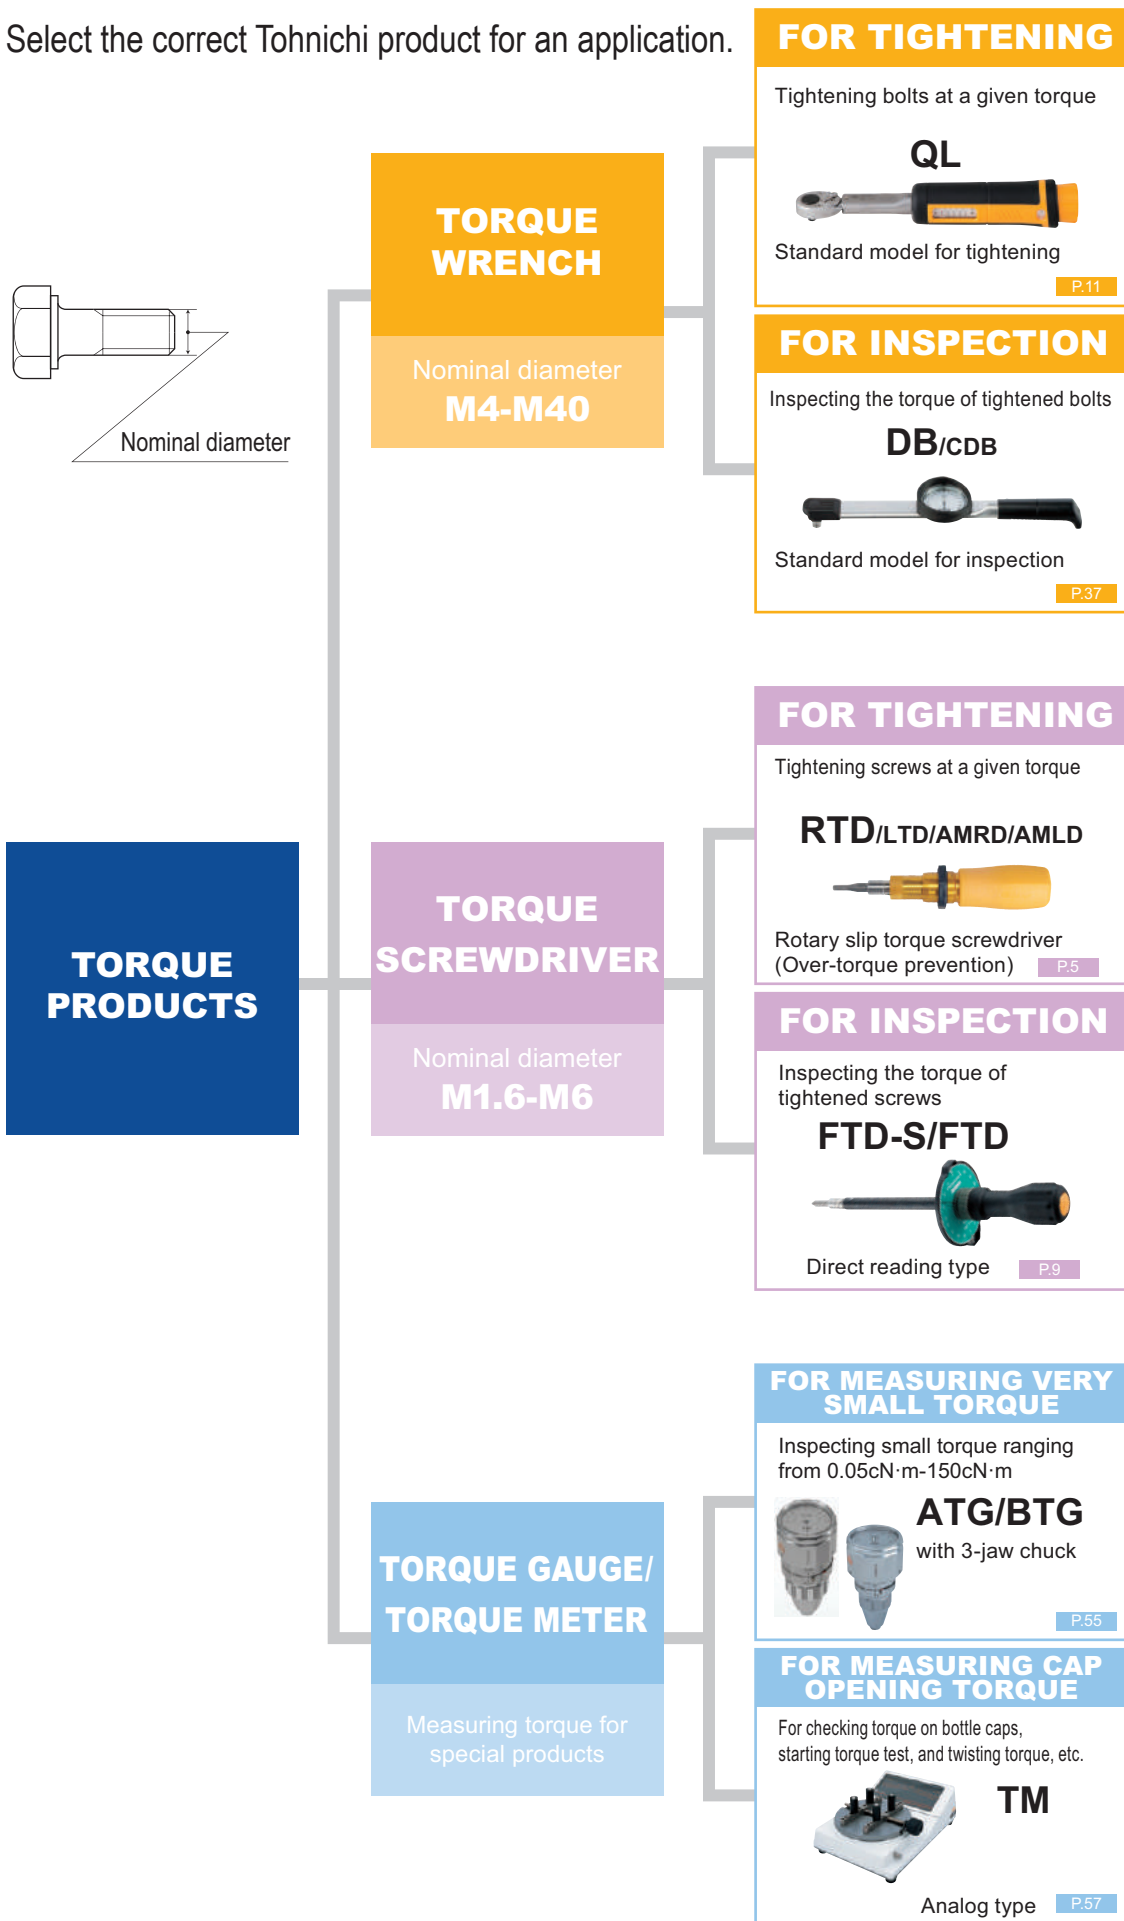 Select the correct Tohnichi product for an application.
FOR TIGHTENING
Tightening bolts at a given torque
QL
Standard model for tightening
P.11
TORQUE
WRENCH
Nominal diameter
M4-M40
Nominal diameter
FOR INSPECTION
Inspecting the torque of tightened bolts
DB/CDB
Standard model for inspection
P.37
FOR TIGHTENING
Tightening screws at a given torque
RTD/LTD/AMRD/AMLD
Rotary slip torque screwdriver
(Over-torque prevention)
P.5
TORQUE
PRODUCTS
TORQUE
SCREWDRIVER
Nominal diameter
M1.6-M6
FOR INSPECTION
Inspecting the torque of
tightened screws
FTD-S/FTD
Direct reading type
P.9
FOR MEASURING VERY
SMALL TORQUE
Inspecting small torque ranging
from 0.05cN·m-150cN·m
ATG/BTG
with 3-jaw chuck
P.55
TORQUE GAUGE/
TORQUE METER
Measuring torque for
special products
FOR MEASURING CAP
OPENING TORQUE
For checking torque on bottle caps,
starting torque test, and twisting torque, etc.
TM
Analog type
P.57